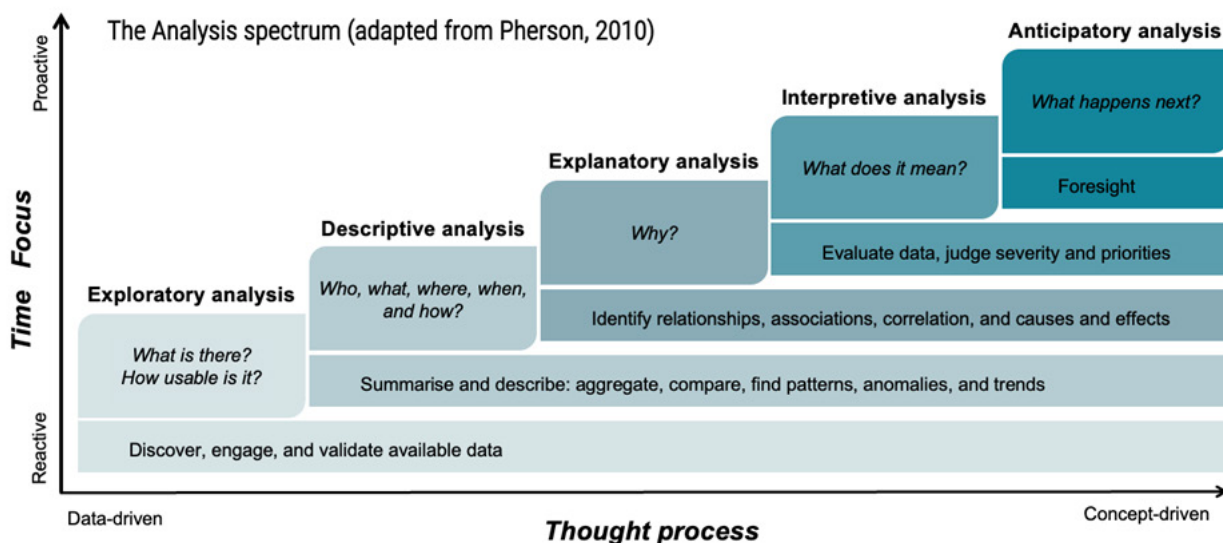 The Analysis spectrum (adapted from Pherson, 2010)
Anticipatory analysis
What happens next?
Foresight
Interpretive analysis
What does it mean?
Evaluate data, judge severity and priorities
Explanatory analysis
Why?
Identify relationships, associations, correlation, and causes and effects
Descriptive analysis
Who, what, where, when,
and how?
Summarise and describe: aggregate, compare, find patterns, anomalies, and trends
Exploratory analysis
What is there?
How usable is it?
Discover, engage, and validate available data
Proactive
Time Focus
Reactive
Data-driven
Thought process
Concept-driven